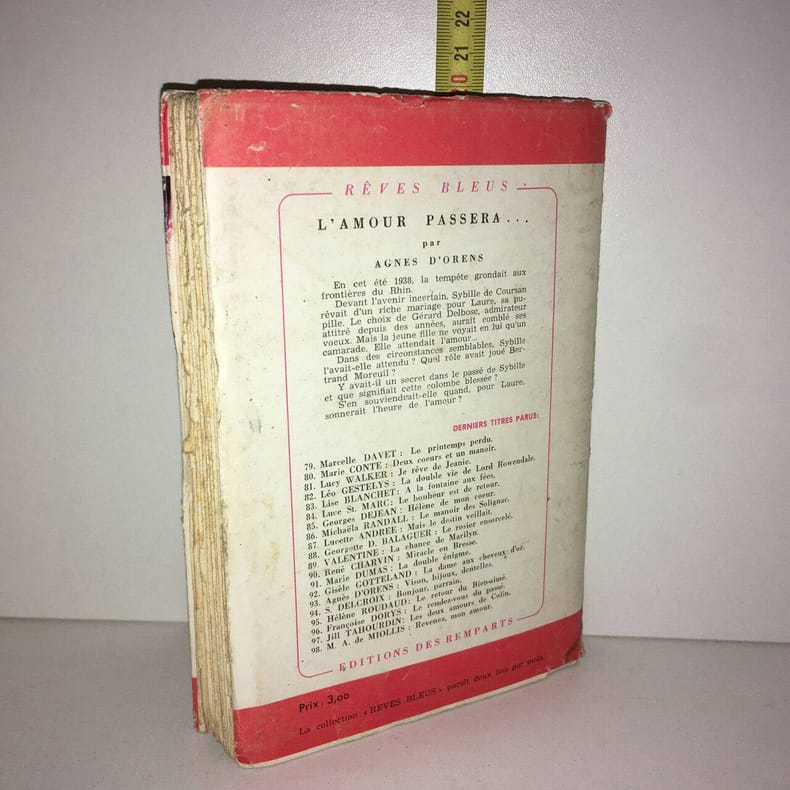 20 21 22
RÊVES BLEUS
L'AMOUR PASSERA...
par
AGNES D'ORENS
En cet été 1938, la tempête grondait aux
frontières du Rhin.
Devant l'avenir incertain, Sybille de Coursan
rêvait d'un riche mariage pour Laure, sa pu-
pille. Le choix de Gérard Delbosc, admirateur
attitré depuis des années, aurait comblé ses
voeux. Mais la jeune fille ne voyait en lui qu'un
camarade. Elle attendait l'amour...
Dans des circonstances semblables, Sybille
l'avait-elle attendu ? Quel rôle avait joué Ber-
trand Moreuil ?
Y avait-il un secret dans le passé de Sybille
et que signifiait cette colombe blessée ?
S'en souviendrait-elle quand, pour Laure,
sonnerait l'heure de l'amour ?
DERNIERS TITRES PARUS:
79. Marcelle DAVET : Le printemps perdu.
80. Marie CONTE : Deux coeurs et un manoir.
81. Lucy WALKER : Je rêve de Jeanie.
82. Léo GESTELYS : La double vie de Lord Rowendale.
83. Lise BLANCHET : A la fontaine aux fées.
84. Luce St. MARC : Le bonheur est de retour.
85. Georges DEJEAN : Hélène de mon coeur.
86. Michaëla RANDALL : Le manoir des Solignac.
87. Lucette ANDREE : Mais le destin veillait.
88. Georgette D. BALAGUER : Le rosier ensorcelé.
89. VALENTINE : La chance de Marilyn.
90. René CHARVIN : Miracle en Bresse.
91. Marie DUMAS : La double énigme.
92. Gisèle GOTTELAND : La dame aux cheveux d'or.
93. Agnès D'ORENS : Vison, bijoux, dentelles.
94. S. DELCROIX : Bonjour, parrain.
95. Hélène ROUDAUD : Le retour du Bien-aimé.
96. Françoise DORYS : Le rendez-vous du passé.
97. Jill TAHOURDIN: Les deux amours de Colin.
98. M. A. de MIOLLIS : Revenez, mon amour.
EDITIONS DES REMPARTS
Prix : 3,00
La collection « REVES BLEUS » paraît deux fois par mois.